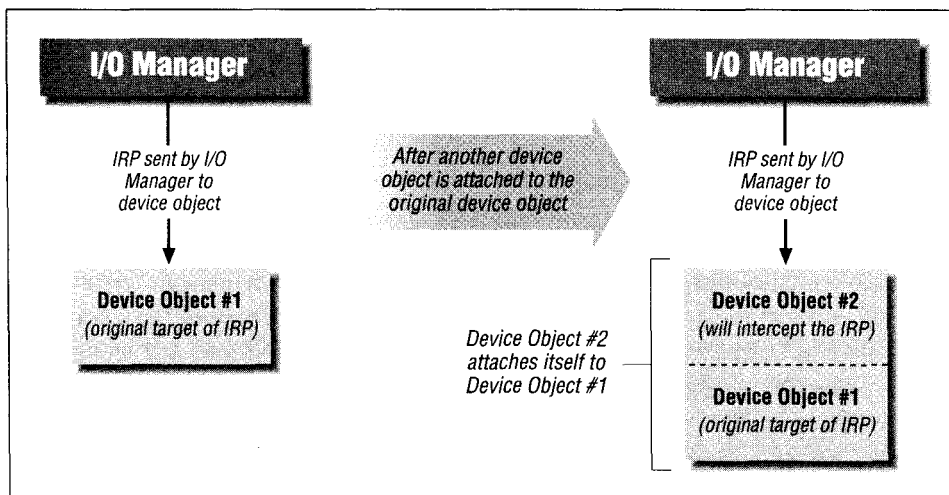 I/O Manager
IRP sent by I/O
Manager to
device object
Device Object #1
(original target of IRP)
After another device
object is attached to the
original device object
I/O Manager
IRP sent by I/O
Manager to
device object
Device Object #2
attaches itself to
Device Object #1
Device Object #2
(will intercept the IRP)
Device Object #1
(original target of IRP)